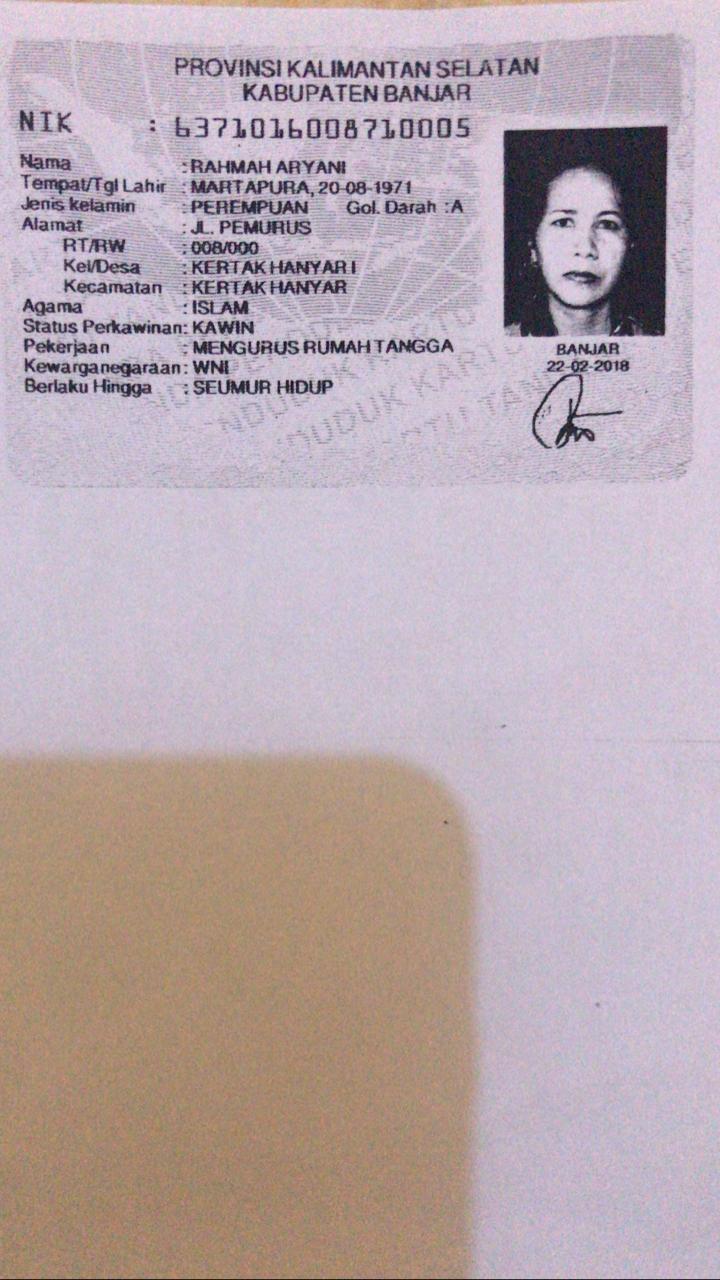 PROVINSI KALIMANTAN SELATAN
KABUPATEN BANJAR
NIK : 6371016008710005
Nama : RAHMAH ARYANI
Tempat/Tgl Lahir : MARTAPURA, 20-08-1971
Jenis kelamin : PEREMPUAN Gol. Darah : A
Alamat : JL. PEMURUS
RT/RW : 008/000
Kel/Desa : KERTAK HANYAR I
Kecamatan : KERTAK HANYAR
Agama : ISLAM
Status Perkawinan: KAWIN
Pekerjaan : MENGURUS RUMAH TANGGA
Kewarganegaraan: WNI
Berlaku Hingga : SEUMUR HIDUP
BANJAR
22-02-2018